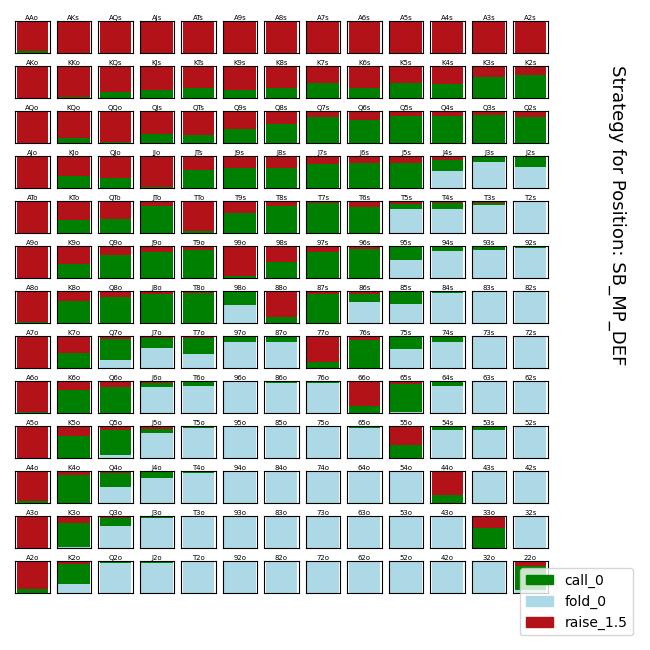 AAo AKs AQs AJs ATs A9s A8s A7s A6s A5s A4s A3s A2s
AKo KKo KQs KJs KTs K9s K8s K7s K6s K5s K4s K3s K2s
AQo KQo QQo QJs QTs Q9s Q8s Q7s Q6s Q5s Q4s Q3s Q2s
AJo KJo QJo JJo JTs J9s J8s J7s J6s J5s J4s J3s J2s
ATo KTo QTo JTo TTo T9s T8s T7s T6s T5s T4s T3s T2s
A9o K9o Q9o J9o T9o 99o 98s 97s 96s 95s 94s 93s 92s
A8o K8o Q8o J8o T8o 98o 88o 87s 86s 85s 84s 83s 82s
A7o K7o Q7o J7o T7o 97o 87o 77o 76s 75s 74s 73s 72s
A6o K6o Q6o J6o T6o 96o 86o 76o 66o 65s 64s 63s 62s
A5o K5o Q5o J5o T5o 95o 85o 75o 65o 55o 54s 53s 52s
A4o K4o Q4o J4o T4o 94o 84o 74o 64o 54o 44o 43s 42s
A3o K3o Q3o J3o T3o 93o 83o 73o 63o 53o 43o 33o 32s
A2o K2o Q2o J2o T2o 92o 82o 72o 62o 52o 42o 32o 22o
Strategy for Position: SB_MP_DEF
call_0
fold_0
raise_1.5